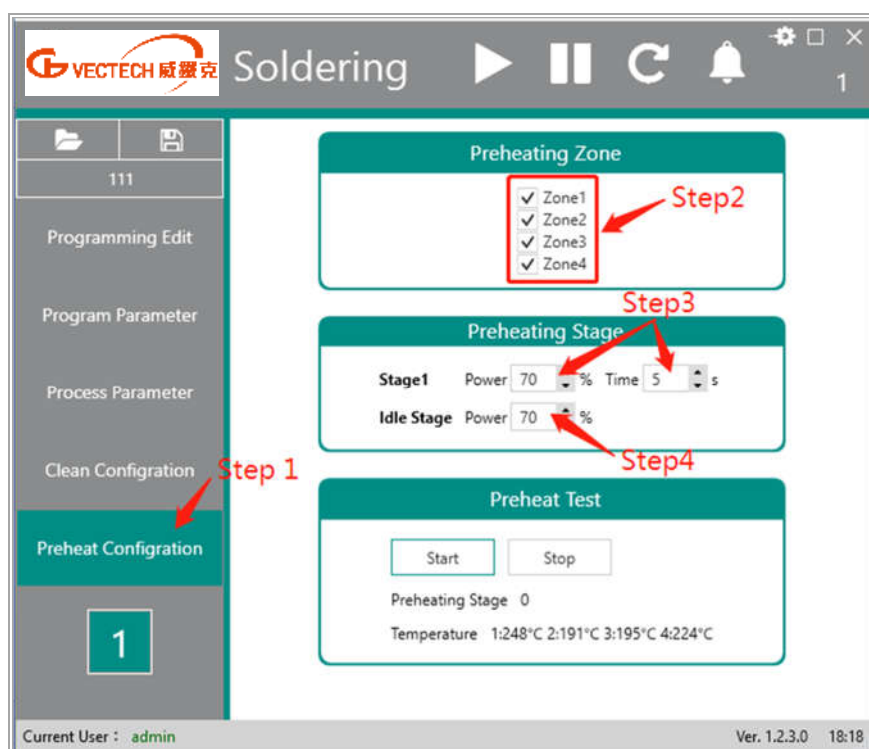 VECTECH 威綴克 Soldering
1
111
Programming Edit
Program Parameter
Process Parameter
Clean Configration
Step 1
Preheat Configration
1
Preheating Zone
Zone1
Zone2
Zone3
Zone4
Step2
Step3
Preheating Stage
Stage1 Power 70 % Time 5 s
Idle Stage Power 70 %
Step4
Preheat Test
Start Stop
Preheating Stage 0
Temperature 1:248°C 2:191°C 3:195°C 4:224°C
Current User： admin Ver. 1.2.3.0 18:18